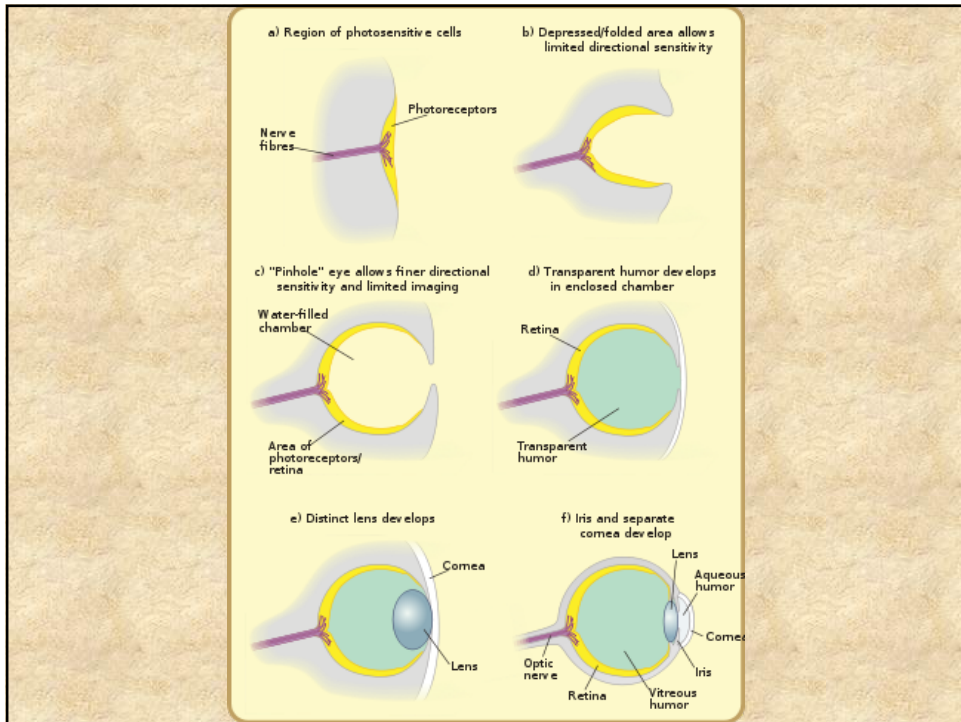 a) Region of photosensitive cells
Photoreceptors
Nerve
fibres
b) Depressed/folded area allows
limited directional sensitivity
c) "Pinhole" eye allows finer directional
sensitivity and limited imaging
Water-filled
chamber
Area of
photoreceptors/
retina
d) Transparent humor develops
in enclosed chamber
Retina
Transparent
humor
e) Distinct lens develops
Cornea
Lens
f) Iris and separate
cornea develop
Lens
Aqueous
humor
Cornea
Iris
Optic
nerve
Retina
Vitreous
humor